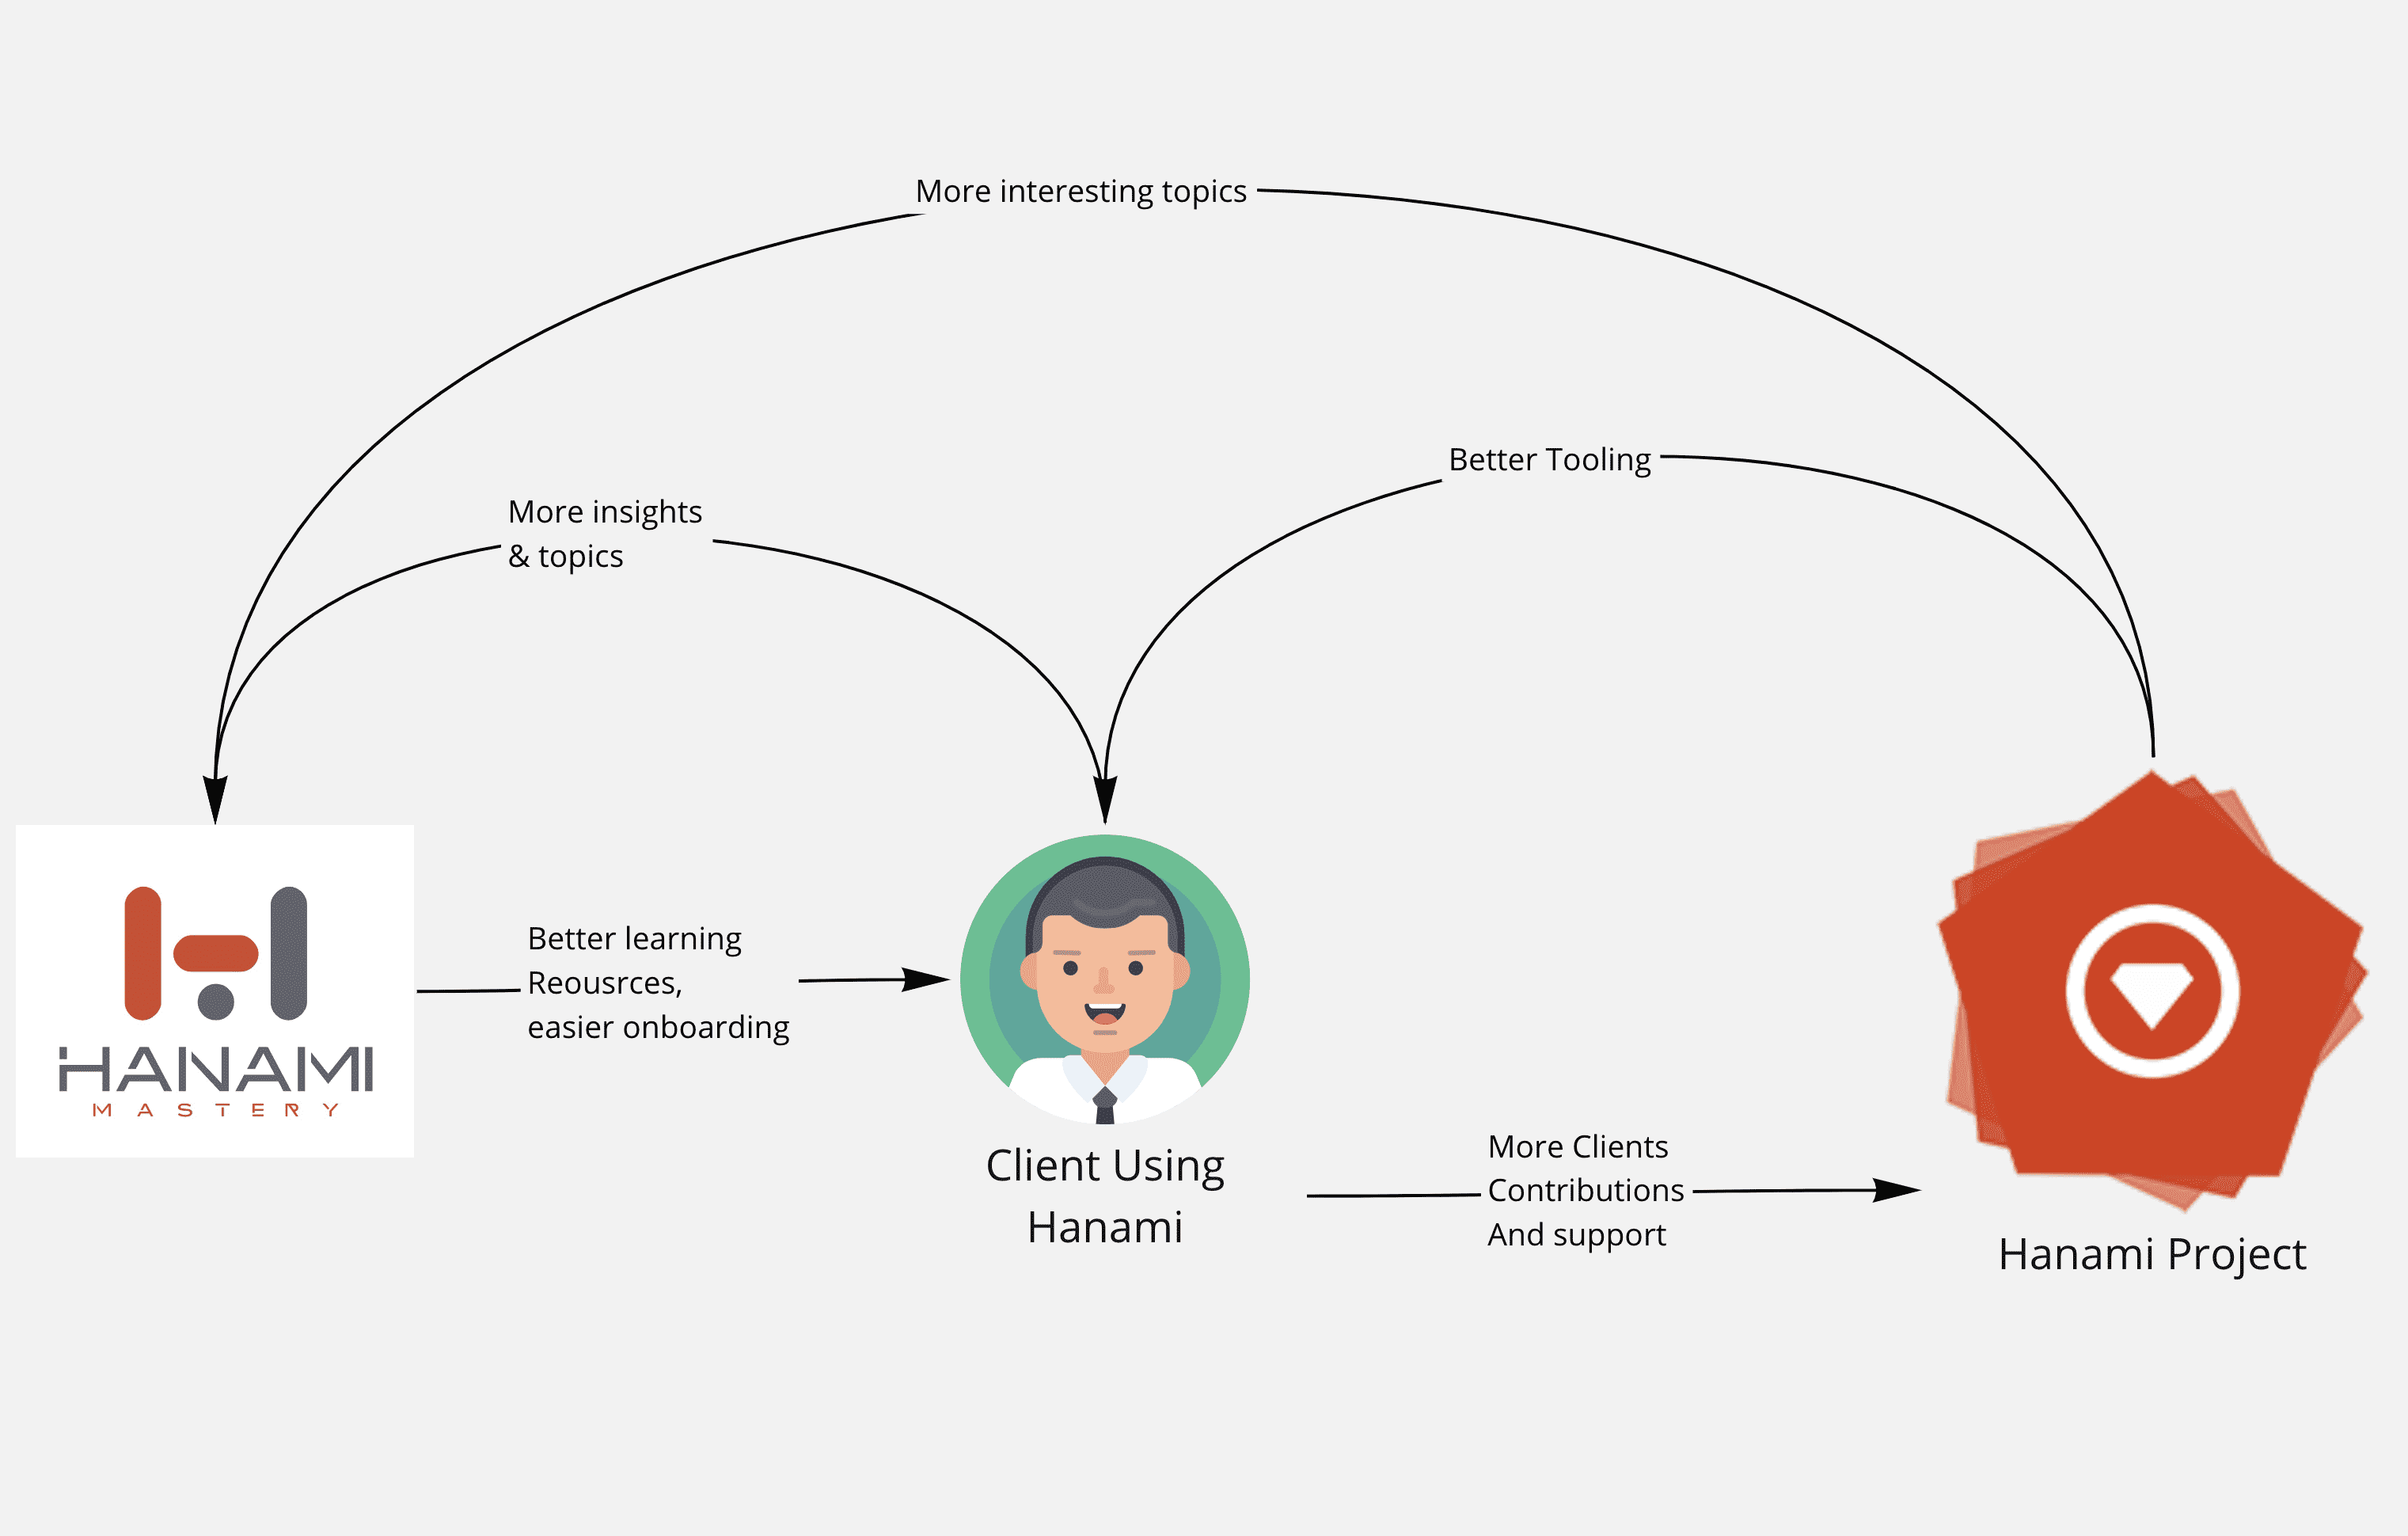 More interesting topics
Better Tooling
More insights
& topics
Better learning
Reousrces,
easier onboarding
HANAMI
MASTERY
Client Using
Hanami
More Clients
Contributions
And support
Hanami Project